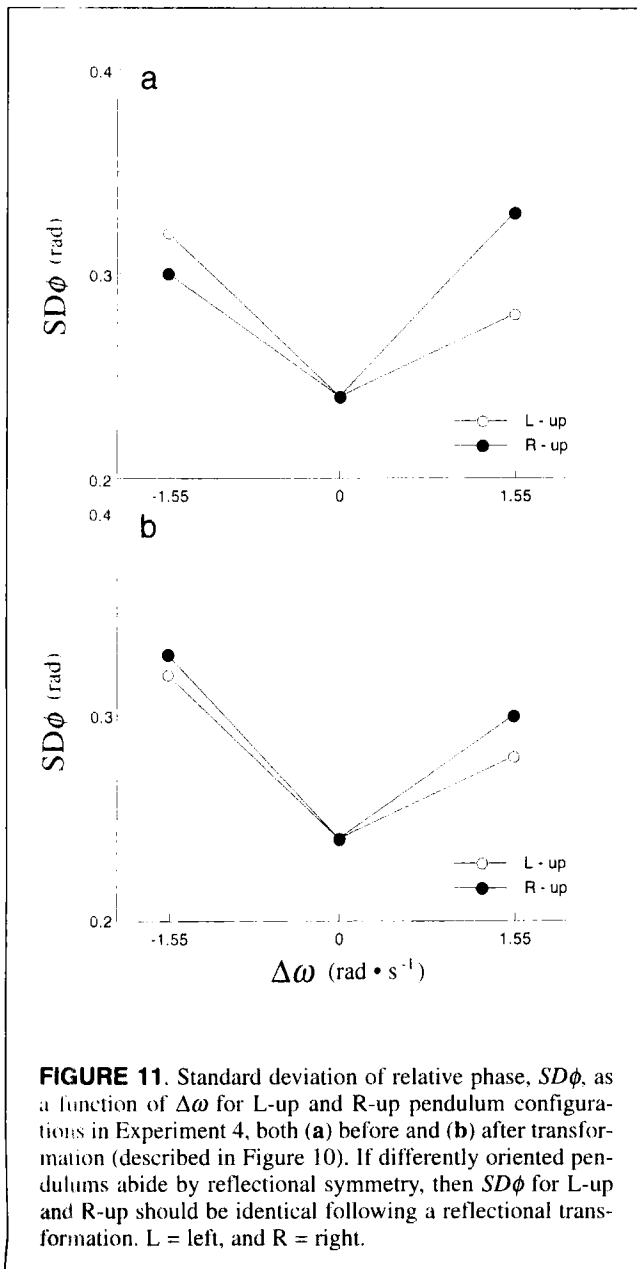 0.4
a
0.3
SDϕ (rad)
L - up
R - up
0.2
-1.55 0 1.55
0.4
b
0.3
SDϕ (rad)
L - up
R - up
0.2
-1.55 0 1.55
Δω (rad • s⁻¹)
FIGURE 11. Standard deviation of relative phase, SDϕ, as
a function of Δω for L-up and R-up pendulum configura-
tions in Experiment 4, both (a) before and (b) after transfor-
mation (described in Figure 10). If differently oriented pen-
dulums abide by reflectional symmetry, then SDϕ for L-up
and R-up should be identical following a reflectional trans-
formation. L = left, and R = right.